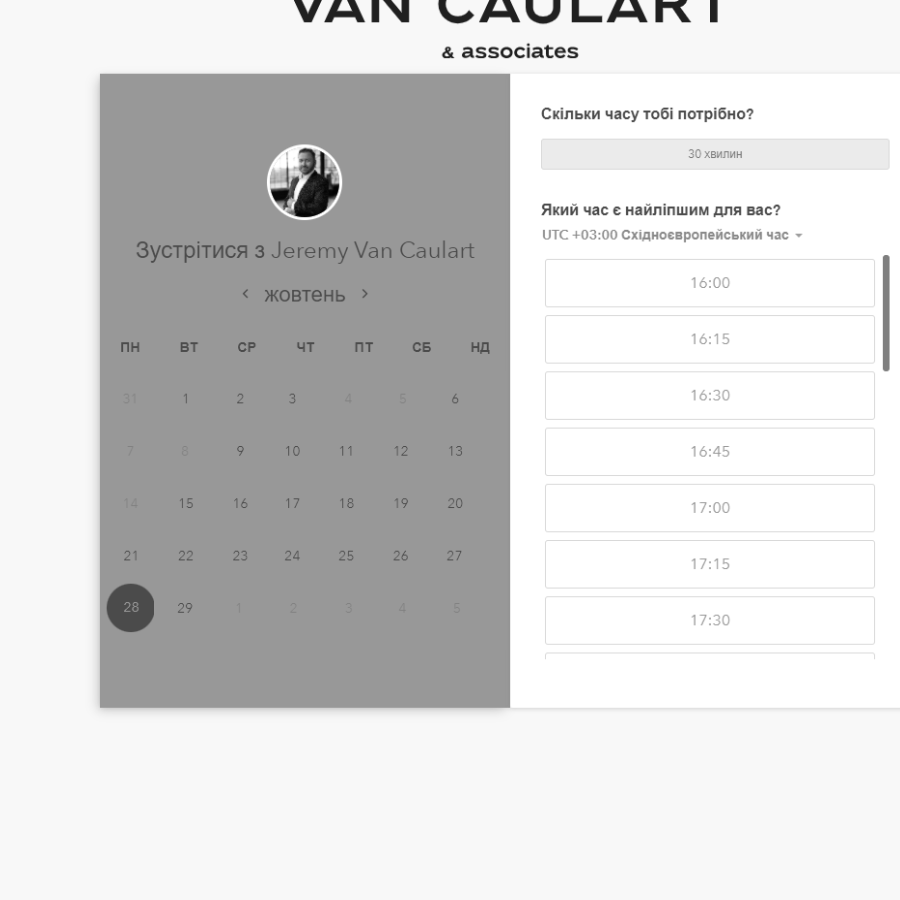 VAN CAULART
& associates
Зустрітися з Jeremy Van Caulart
жовтень
ПН ВТ СР ЧТ ПТ СБ НД
31 1 2 3 4 5 6
7 8 9 10 11 12 13
14 15 16 17 18 19 20
21 22 23 24 25 26 27
28 29 1 2 3 4 5
Скільки часу тобі потрібно?
30 хвилин
Який час є найліпшим для вас?
UTC +03:00 Східноєвропейський час
16:00
16:15
16:30
16:45
17:00
17:15
17:30